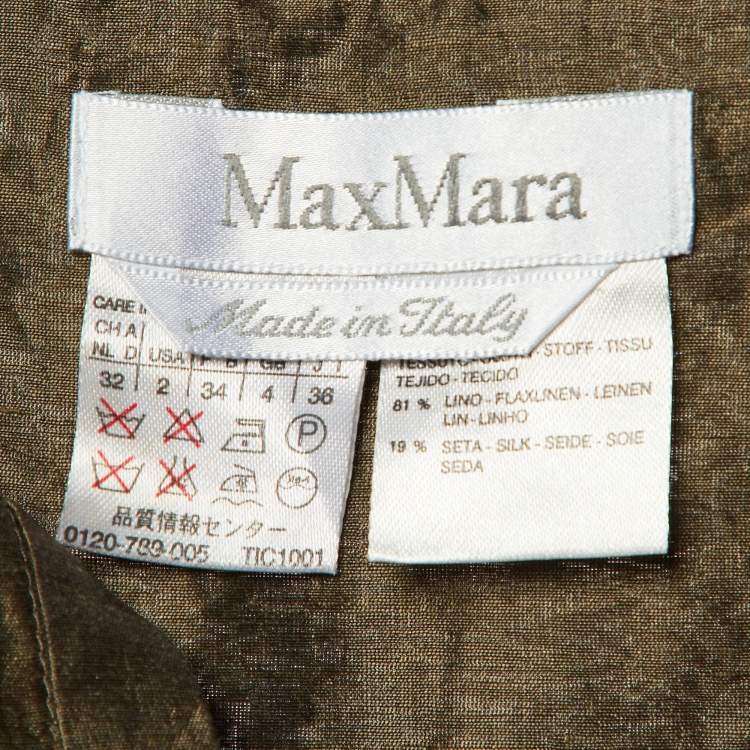 MaxMara
Made in Italy
CARE
CH A
NL D USA F B GB J I
32 2 34 4 36
P
品質情報センター
0120-789-005 TIC1001
STOFF - TISSU
TEJIDO - TECIDO
81 % LINO - FLAX/LINEN - LEINEN
LIN - LINHO
19 % SETA - SILK - SEIDE - SOIE
SEDA